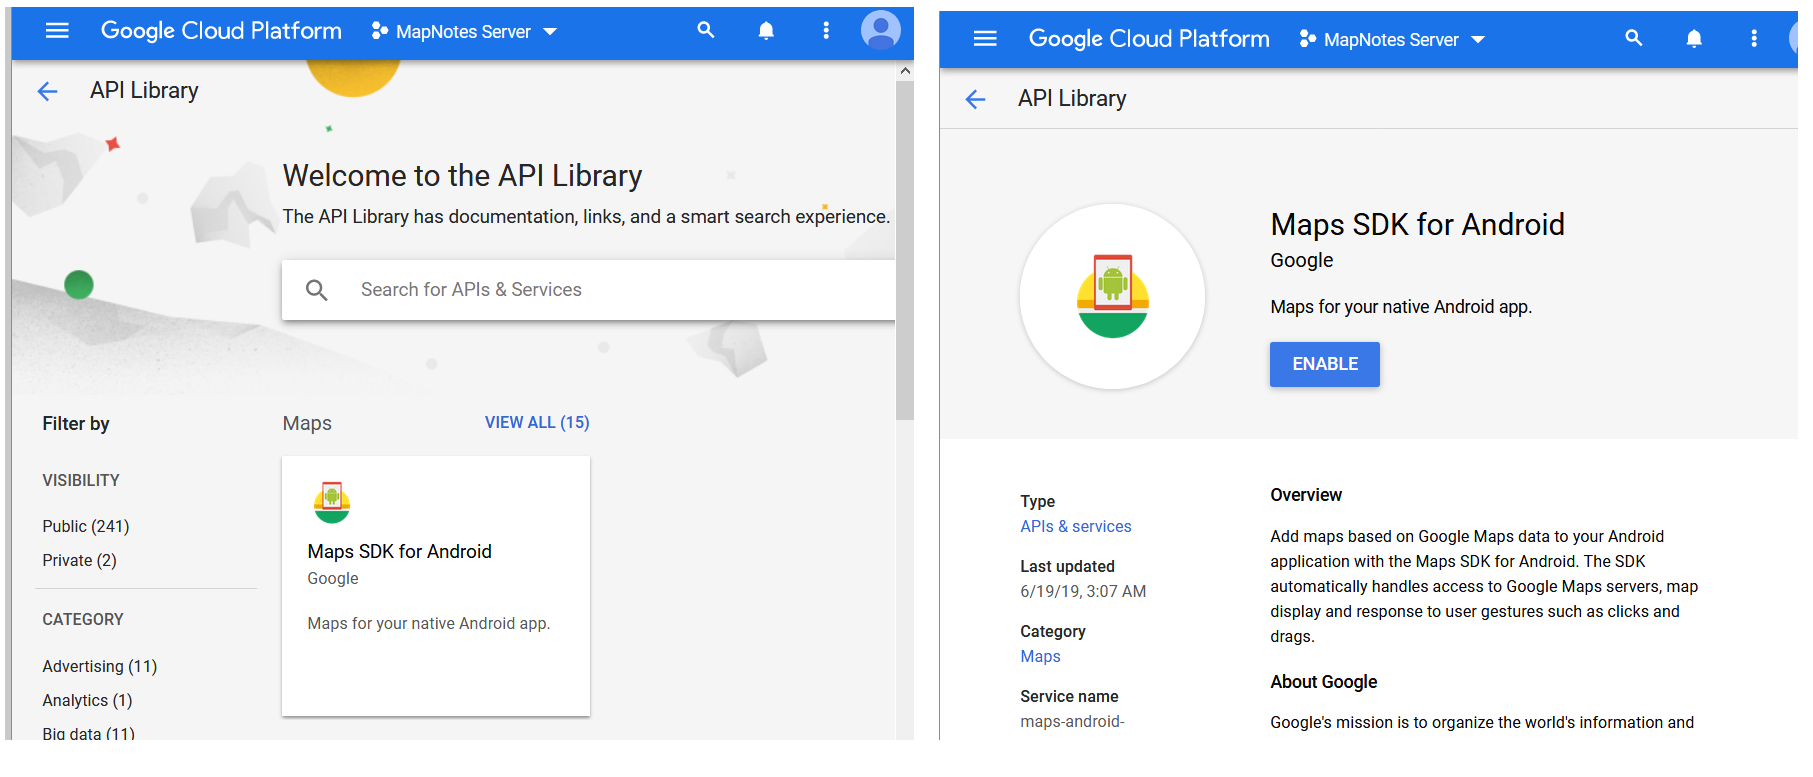 Google Cloud Platform MapNotes Server
API Library
Welcome to the API Library
The API Library has documentation, links, and a smart search experience.
Search for APIs & Services
Filter by
VISIBILITY
Public (241)
Private (2)
CATEGORY
Advertising (11)
Analytics (1)
Big data (11)
Maps VIEW ALL (15)
Maps SDK for Android
Google
Maps for your native Android app.
Google Cloud Platform MapNotes Server
API Library
Maps SDK for Android
Google
Maps for your native Android app.
ENABLE
Type
APIs & services
Last updated
6/19/19, 3:07 AM
Category
Maps
Service name
maps-android-
Overview
Add maps based on Google Maps data to your Android
application with the Maps SDK for Android. The SDK
automatically handles access to Google Maps servers, map
display and response to user gestures such as clicks and
drags.
About Google
Google's mission is to organize the world's information and